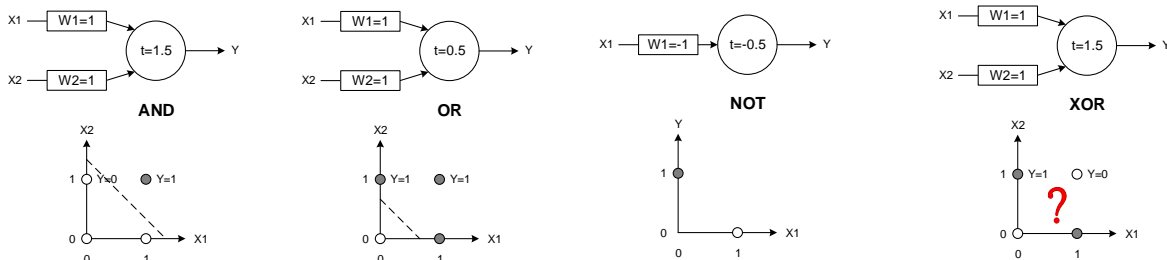 X1 W1=1
t=1.5 Y
X2 W2=1
AND
X2
1 Y=0 Y=1
0 X1
0 1
X1 W1=1
t=0.5 Y
X2 W2=1
OR
X2
1 Y=1 Y=1
0 X1
0 1
X1 W1=-1 t=-0.5 Y
NOT
Y
1
0 X1
0 1
X1 W1=1
t=1.5 Y
X2 W2=1
XOR
X2
1 Y=1 Y=0
?
0 X1
0 1